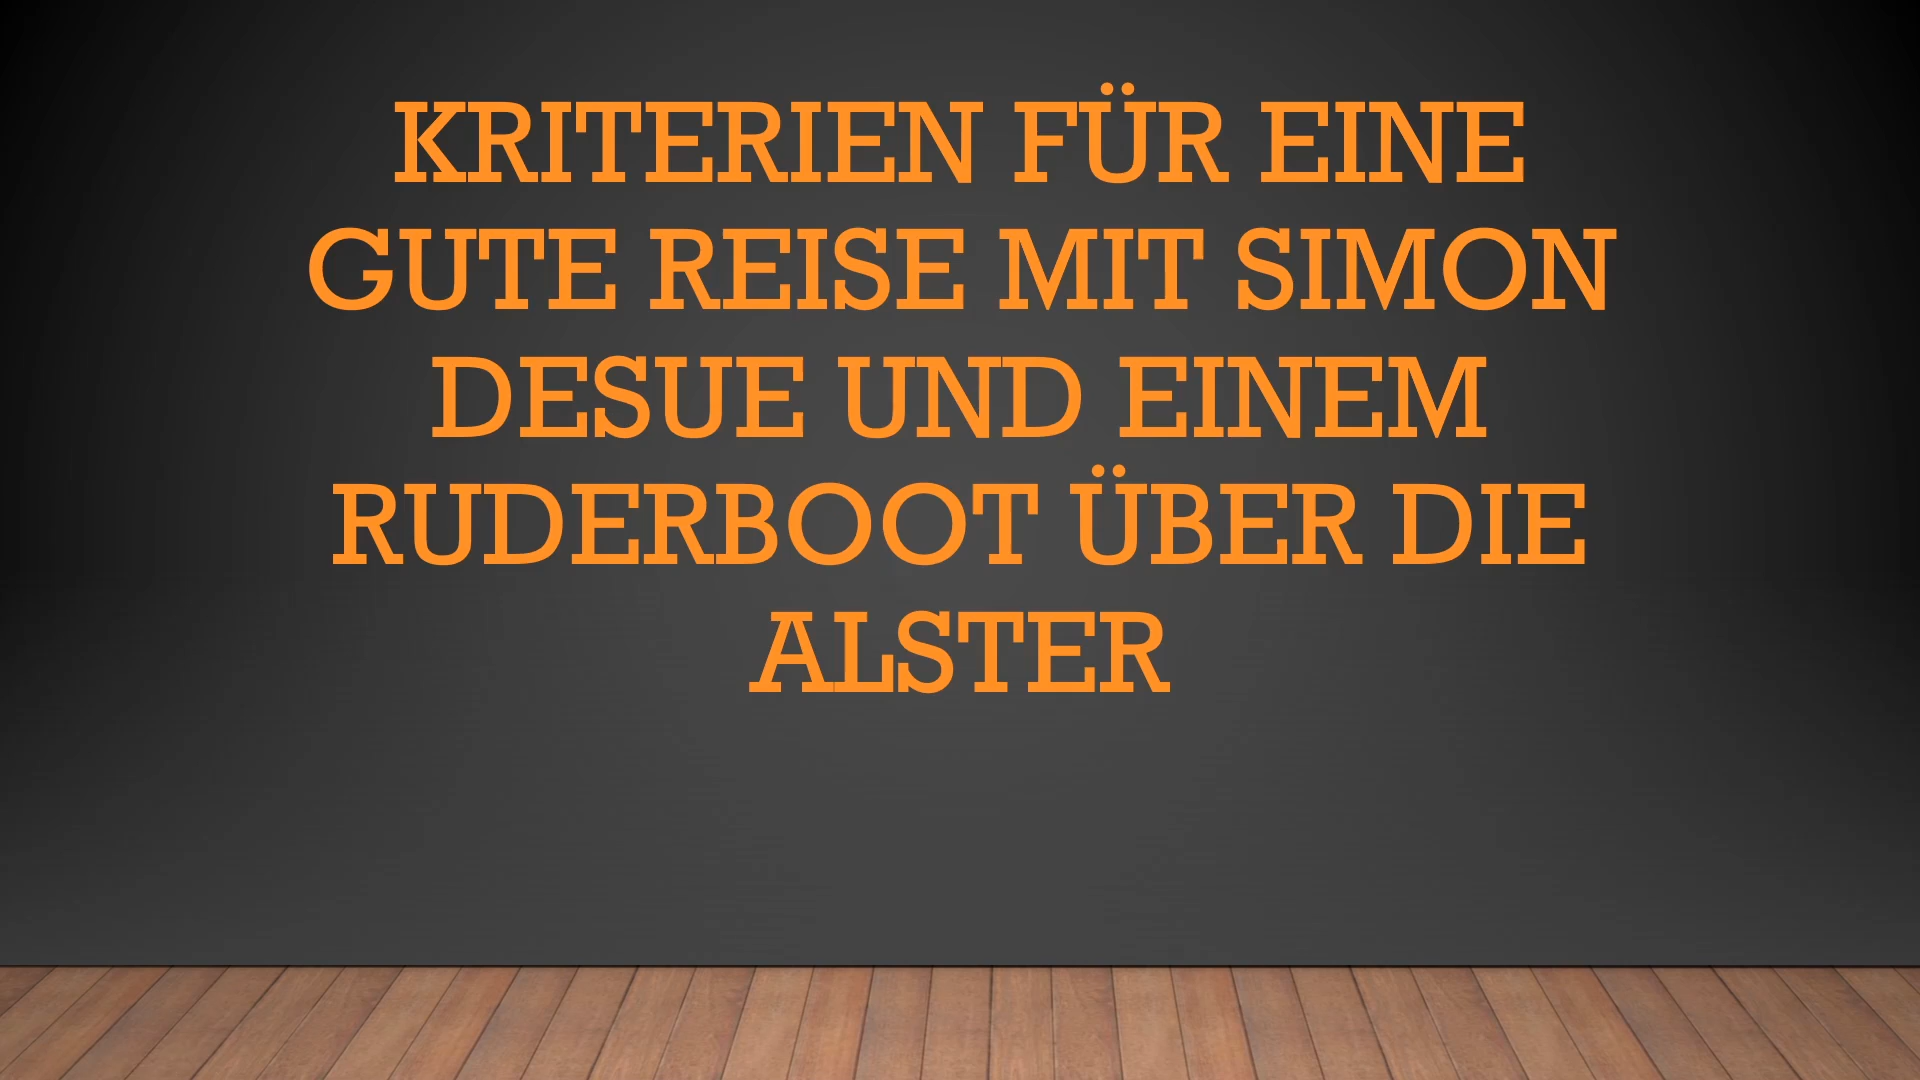 KRITERIEN FÜR EINE
GUTE REISE MIT SIMON
DESUE UND EINEM
RUDERBOOT ÜBER DIE
ALSTER